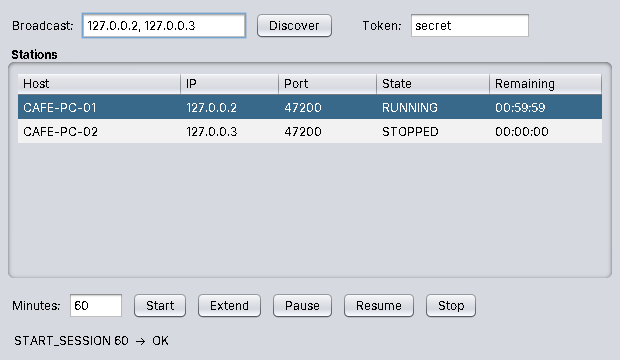 Broadcast: 127.0.0.2, 127.0.0.3 Discover Token: secret
Stations
Host IP Port State Remaining
CAFE-PC-01 127.0.0.2 47200 RUNNING 00:59:59
CAFE-PC-02 127.0.0.3 47200 STOPPED 00:00:00
Minutes: 60 Start Extend Pause Resume Stop
START_SESSION 60 → OK